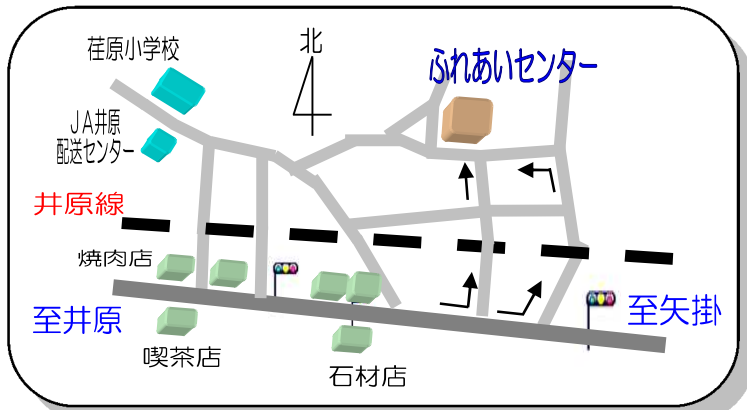 北
荏原小学校
ふれあいセンター
JA井原
配送センター
井原線
焼肉店
至井原
至矢掛
喫茶店
石材店